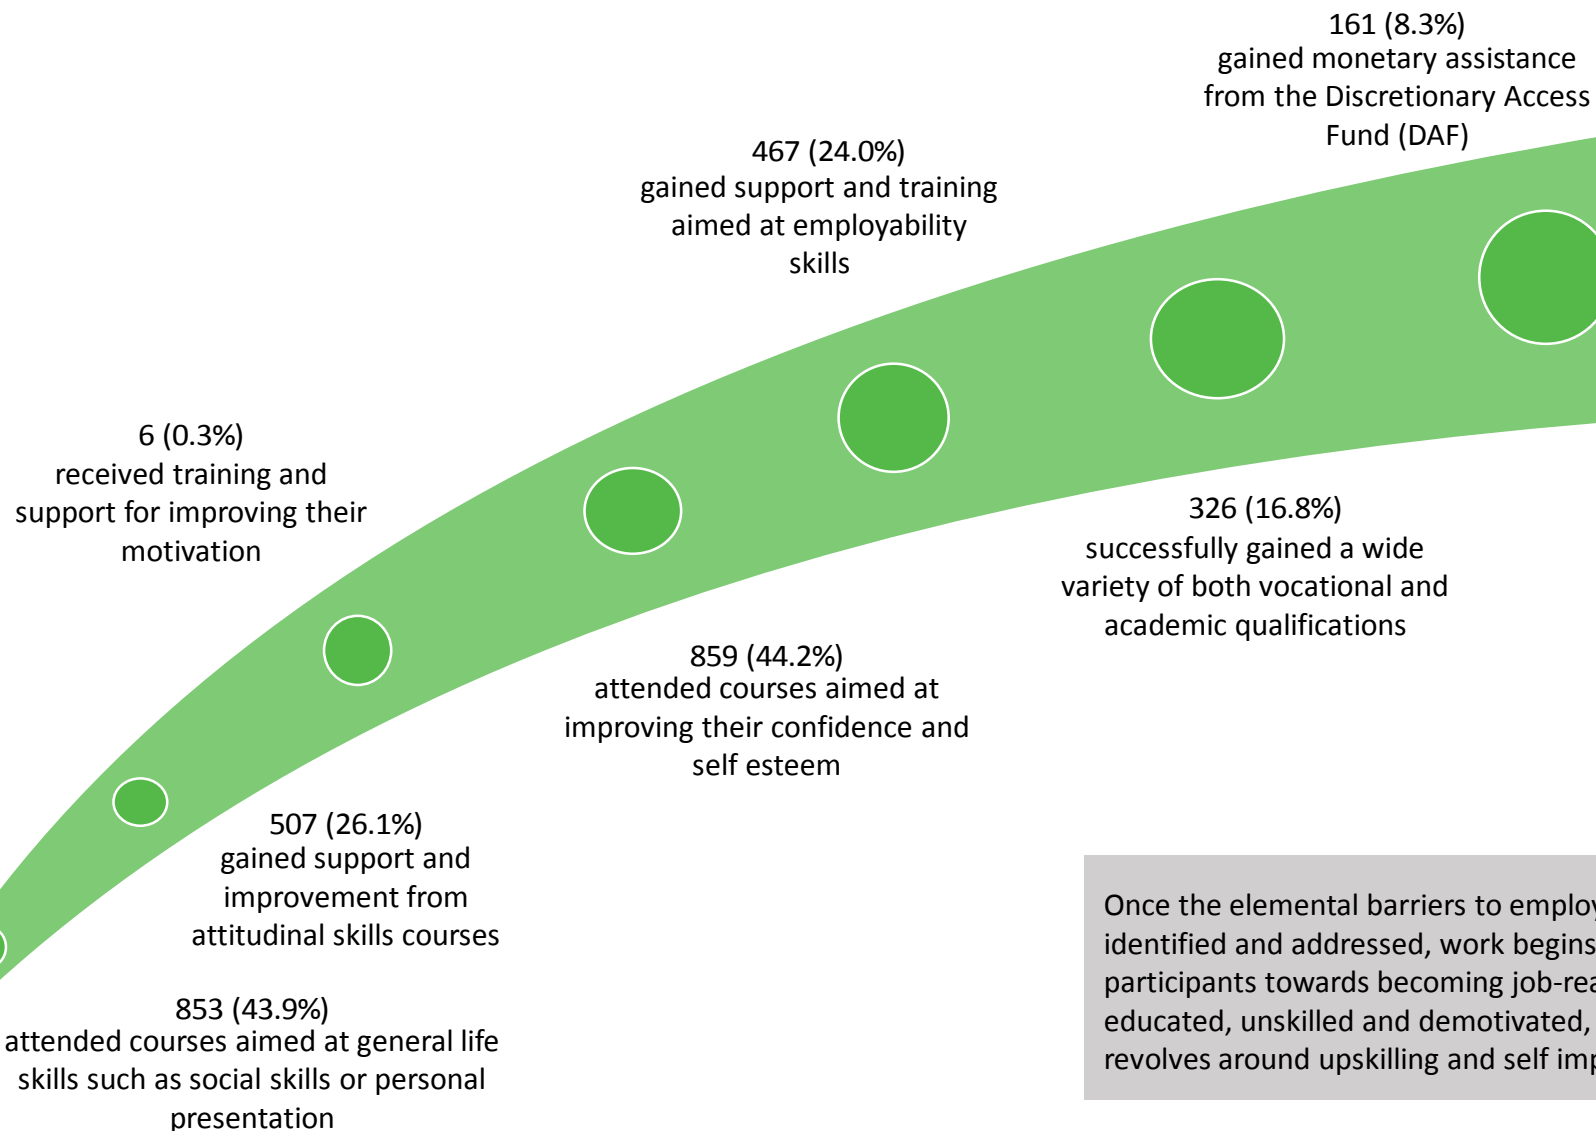 161 (8.3%)
gained monetary assistance
from the Discretionary Access
Fund (DAF)
467 (24.0%)
gained support and training
aimed at employability
skills
6 (0.3%)
received training and
support for improving their
motivation
326 (16.8%)
successfully gained a wide
variety of both vocational and
academic qualifications
859 (44.2%)
attended courses aimed at
improving their confidence and
self esteem
507 (26.1%)
gained support and
improvement from
attitudinal skills courses
853 (43.9%)
attended courses aimed at general life
skills such as social skills or personal
presentation
Once the elemental barriers to
identified and addressed, work begins
participants towards becoming
educated, unskilled and demotivated,
revolves around upskilling and self